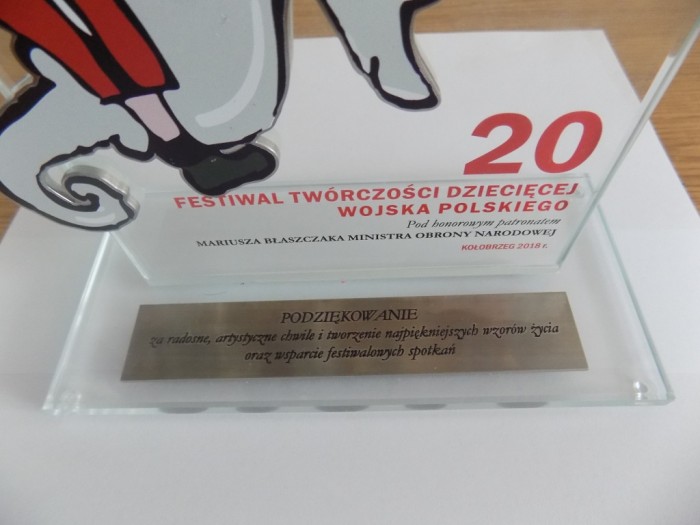 20
FESTIWAL TWÓRCZOŚCI DZIECIĘCEJ
WOJSKA POLSKIEGO
Pod honorowym patronatem
MARIUSZA BŁASZCZAKA MINISTRA OBRONY NARODOWEJ
KOŁOBRZEG 2018 r.
PODZIĘKOWANIE
za radosne, artystyczne chwile i tworzenie najpiękniejszych wzorów życia
oraz wsparcie festiwalowych spotkań